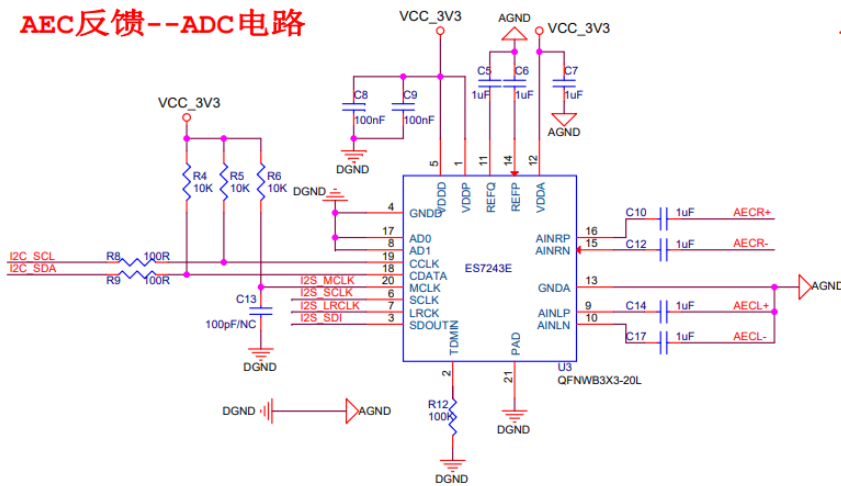 AEC反馈--ADC电路
VCC_3V3
AGND
VCC_3V3
C5
1uF
C6
1uF
C7
1uF
AGND
C8
100nF
C9
100nF
DGND
VCC_3V3
R4
10K
R5
10K
R6
10K
DGND
5
1
11
14
12
VDDD
VDDP
REFQ
REFP
VDDA
4
GNDD
17
AD0
8
AD1
19
CCLK
18
CDATA
20
MCLK
6
SCLK
7
LRCK
3
SDOUT
ES7243E
16
AINRP
15
AINRN
13
GNDA
9
AINLP
10
AINLN
TDMIN
PAD
2
21
U3
QFNWB3X3-20L
I2C_SCL
R8
100R
I2C_SDA
R9
100R
I2S_MCLK
I2S_SCLK
I2S_LRCLK
I2S_SDI
C13
100pF/NC
DGND
C10
1uF
AECR+
C12
1uF
AECR-
AGND
C14
1uF
AECL+
C17
1uF
AECL-
DGND
AGND
R12
100K
DGND
DGND